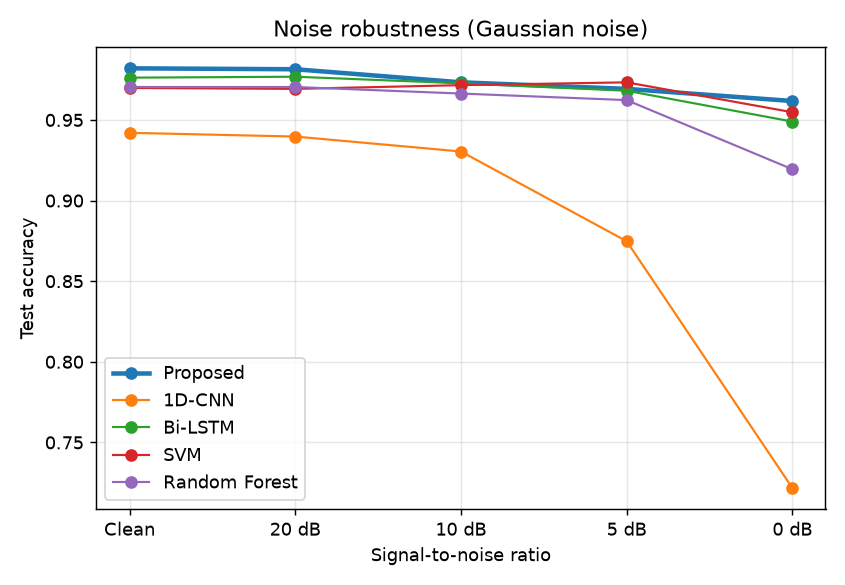 Noise robustness (Gaussian noise)
Test accuracy
0.95
0.90
0.85
0.80
0.75
Proposed
1D-CNN
Bi-LSTM
SVM
Random Forest
Clean 20 dB 10 dB 5 dB 0 dB
Signal-to-noise ratio